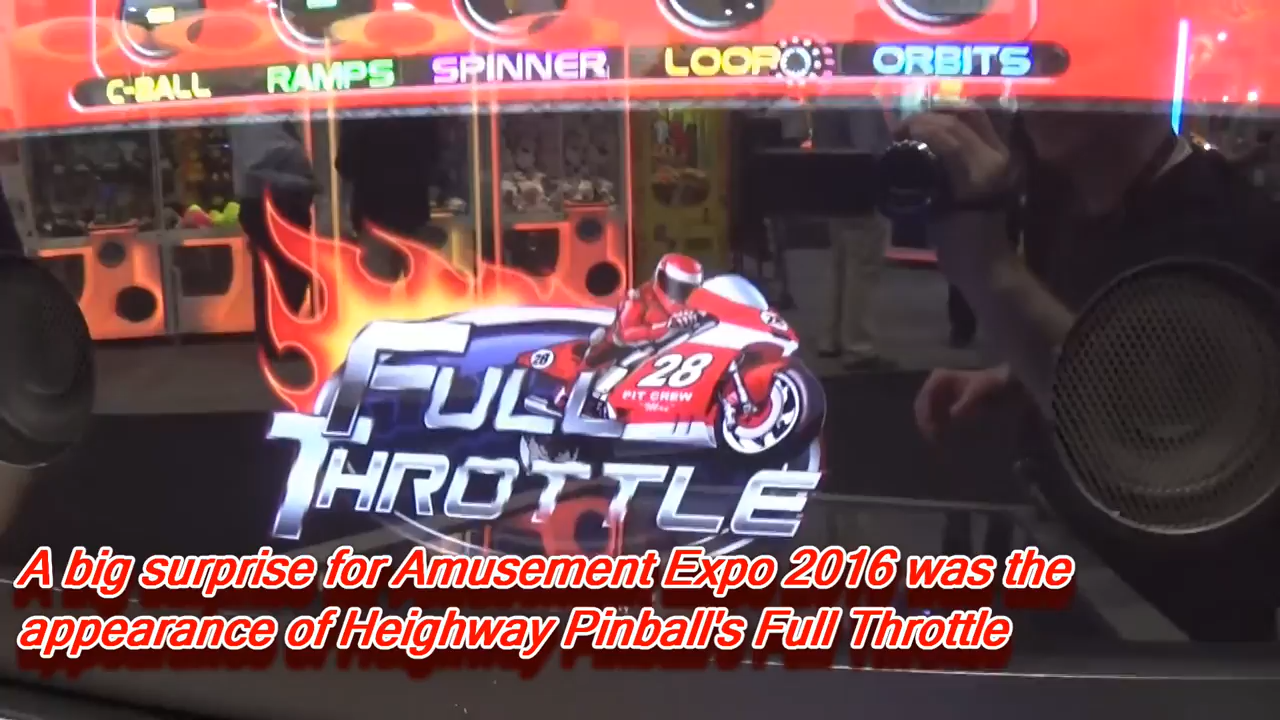 C-BALL RAMPS SPINNER LOOP ORBITS
FULL
28
28
PIT CREW
THROTTLE
A big surprise for Amusement Expo 2016 was the
appearance of Heighway Pinball's Full Throttle